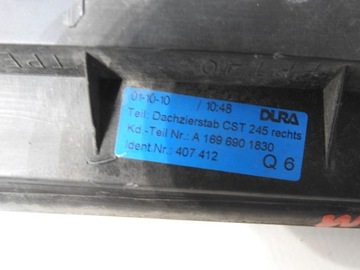 01-10-10 / 10:48 DURA
Teil: Dachzierstab CST 245 rechts
Kd.-Teil Nr.: A 169 690 1830
Ident.Nr.: 407 412 Q 6